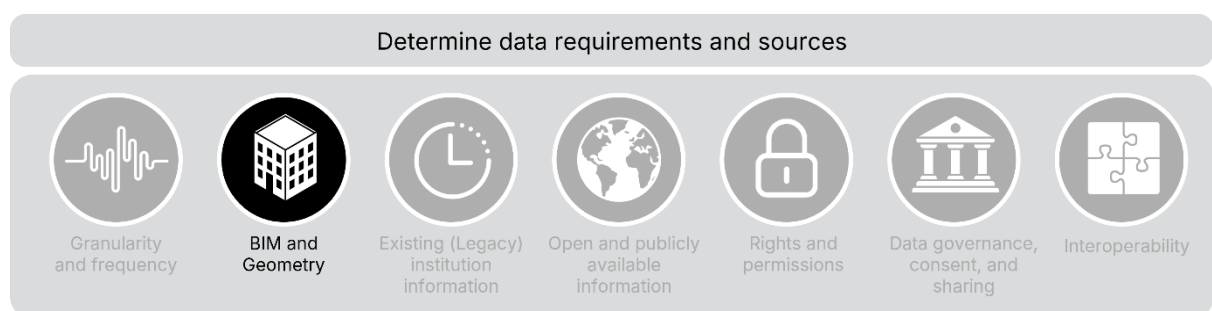 Determine data requirements and sources
Granularity
and frequency
BIM and
Geometry
Existing (Legacy)
institution
information
Open and publicly
available
information
Rights and
permissions
Data governance,
consent, and
sharing
Interoperability